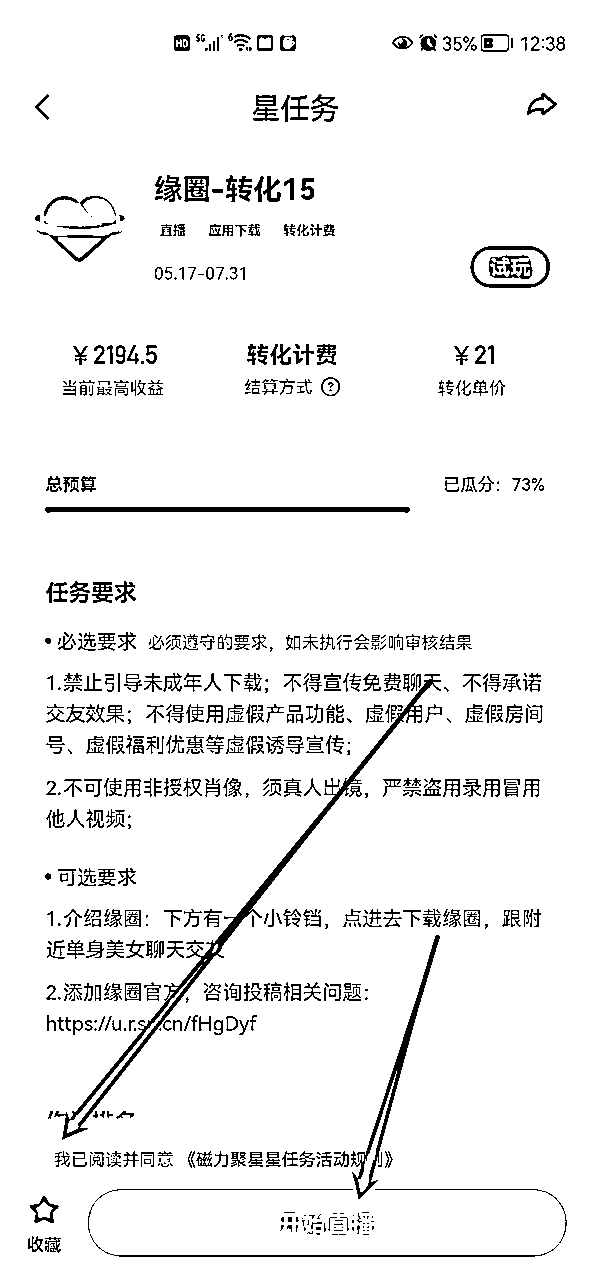 HD 5G 6 35% 12:38
星任务
缘圈-转化15
直播 应用下载 转化计费
05.17-07.31
试玩
￥2194.5 转化计费 ￥21
当前最高收益 结算方式 ? 转化单价
总预算 已瓜分：73%
任务要求
•必选要求 必须遵守的要求，如未执行会影响审核结果
1.禁止引导未成年人下载；不得宣传免费聊天、不得承诺
交友效果；不得使用虚假产品功能、虚假用户、虚假房间
号、虚假福利优惠等虚假诱导宣传；
2.不可使用非授权肖像，须真人出镜，严禁盗用录用冒用
他人视频；
•可选要求
1.介绍缘圈：下方有一个小铃铛，点进去下载缘圈，跟附
近单身美女聊天交友
2.添加缘圈官方，咨询投稿相关问题：
我已阅读并同意《磁力聚星星任务活动规则》
收藏
开始直播